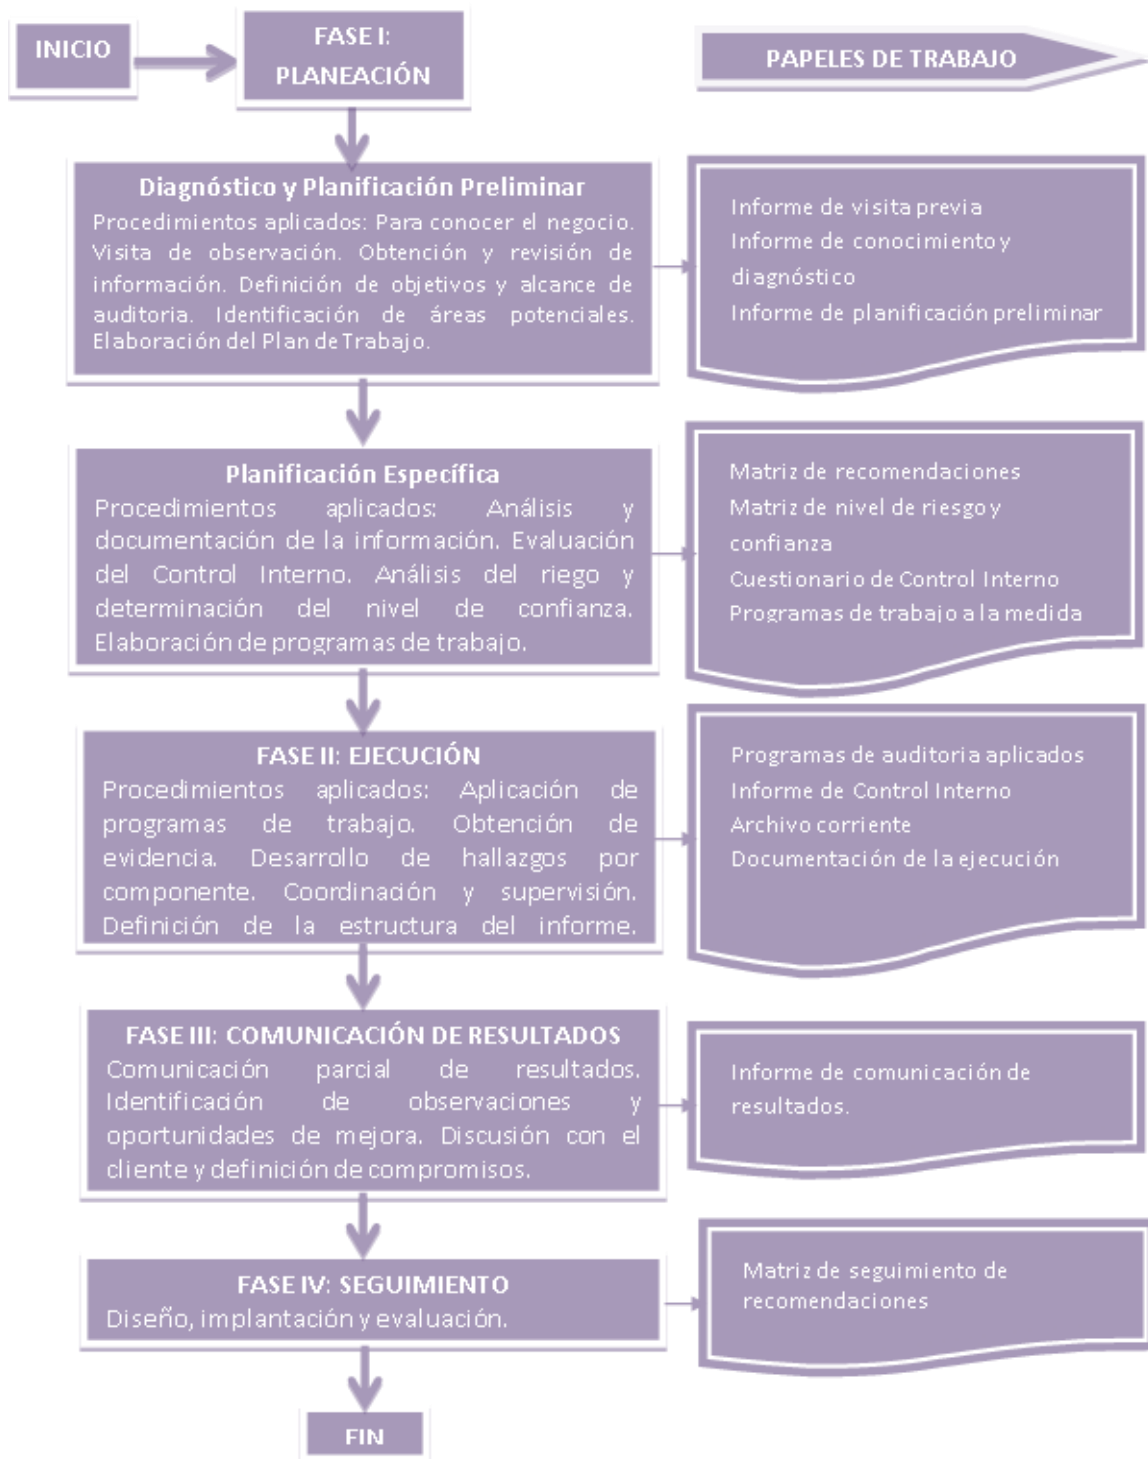 INICIO
FASE I:
PLANEACIÓN
PAPELES DE TRABAJO
Diagnóstico y Planificación Preliminar
Procedimientos aplicados: Para conocer el negocio.
Visita de observación. Obtención y revisión de
información. Definición de objetivos y alcance de
auditoria. Identificación de áreas potenciales.
Elaboración del Plan de Trabajo.
Informe de visita previa
Informe de conocimiento y
diagnóstico
Informe de planificación preliminar
Planificación Específica
Procedimientos aplicados: Análisis y
documentación de la información. Evaluación
del Control Interno. Análisis del riego y
determinación del nivel de confianza.
Elaboración de programas de trabajo.
Matriz de recomendaciones
Matriz de nivel de riesgo y
confianza
Cuestionario de Control Interno
Programas de trabajo a la medida
FASE II: EJECUCIÓN
Procedimientos aplicados: Aplicación de
programas de trabajo. Obtención de
evidencia. Desarrollo de hallazgos por
componente. Coordinación y supervisión.
Definición de la estructura del informe.
Programas de auditoria aplicados
Informe de Control Interno
Archivo corriente
Documentación de la ejecución
FASE III: COMUNICACIÓN DE RESULTADOS
Comunicación parcial de resultados.
Identificación de observaciones y
oportunidades de mejora. Discusión con el
cliente y definición de compromisos.
Informe de comunicación de
resultados.
FASE IV: SEGUIMIENTO
Diseño, implantación y evaluación.
Matriz de seguimiento de
recomendaciones
FIN